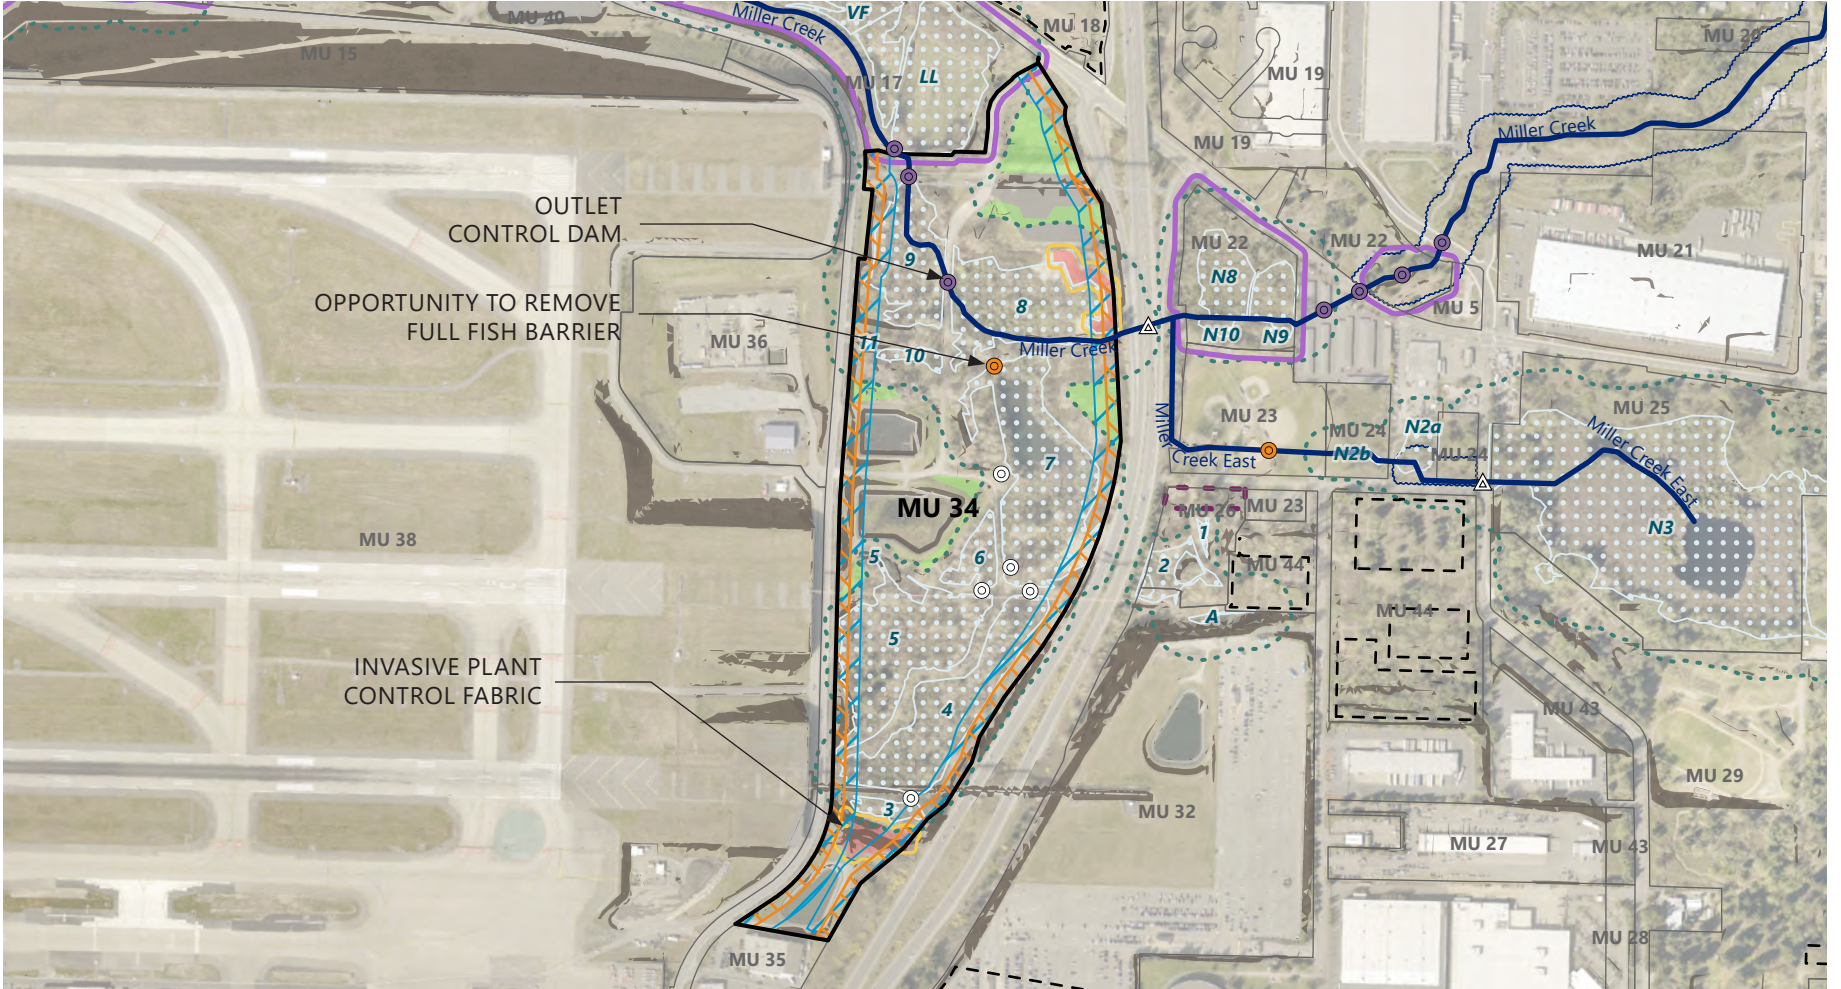 MU 40
Miller Creek
VF
MU 18
MU 20
MU 15
MU 17
LL
MU 19
Miller Creek
MU 19
OUTLET
CONTROL DAM
MU 22
MU 22
MU 21
9
N8
OPPORTUNITY TO REMOVE
FULL FISH BARRIER
8
MU 5
MU 36
11
10
Miller Creek
N10
N9
MU 23
Miller
Creek East
MU 24
N2a
MU 25
Miller Creek East
N2b
MU 24
7
MU 34
MU 26
MU 23
1
N3
MU 38
5
6
2
MU 44
MU 44
A
5
INVASIVE PLANT
CONTROL FABRIC
4
MU 43
MU 29
3
MU 32
MU 27
MU 43
MU 35
MU 28